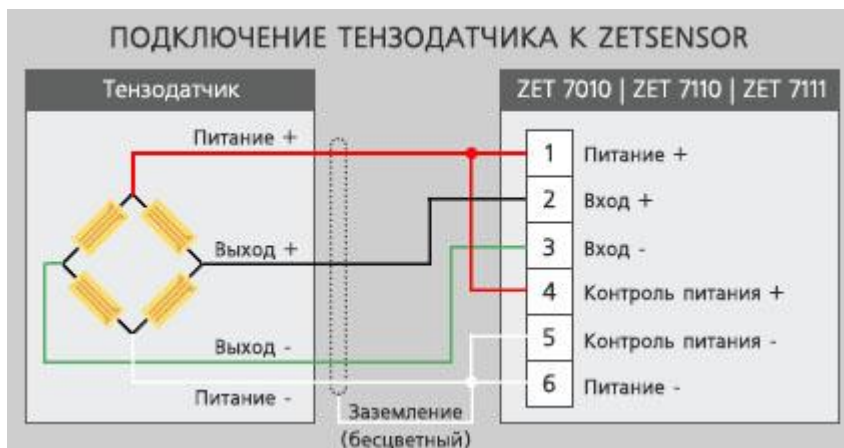 ПОДКЛЮЧЕНИЕ ТЕНЗОДАТЧИКА К ZETSENSOR
Тензодатчик
ZET 7010 | ZET 7110 | ZET 7111
Питание +
Выход +
Выход -
Питание -
Заземление
(бесцветный)
1 Питание +
2 Вход +
3 Вход -
4 Контроль питания +
5 Контроль питания -
6 Питание -